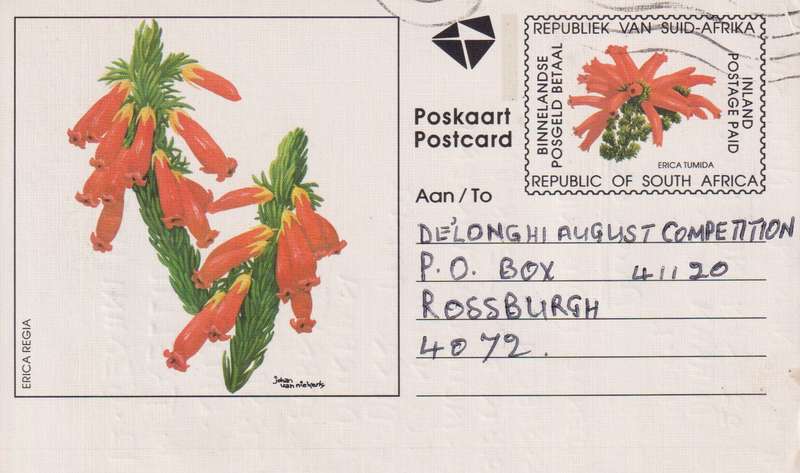 ERICA REGIA
johan
van niekerk
Poskaart
Postcard
REPUBLIEK VAN SUID-AFRIKA
BINNELANDSE
POSGELD BETAAL
INLAND
POSTAGE PAID
ERICA TUMIDA
REPUBLIC OF SOUTH AFRICA
Aan / To
DE'LONGHI AUGUST COMPETITION
P.O. BOX 41120
ROSSBURGH
4072.